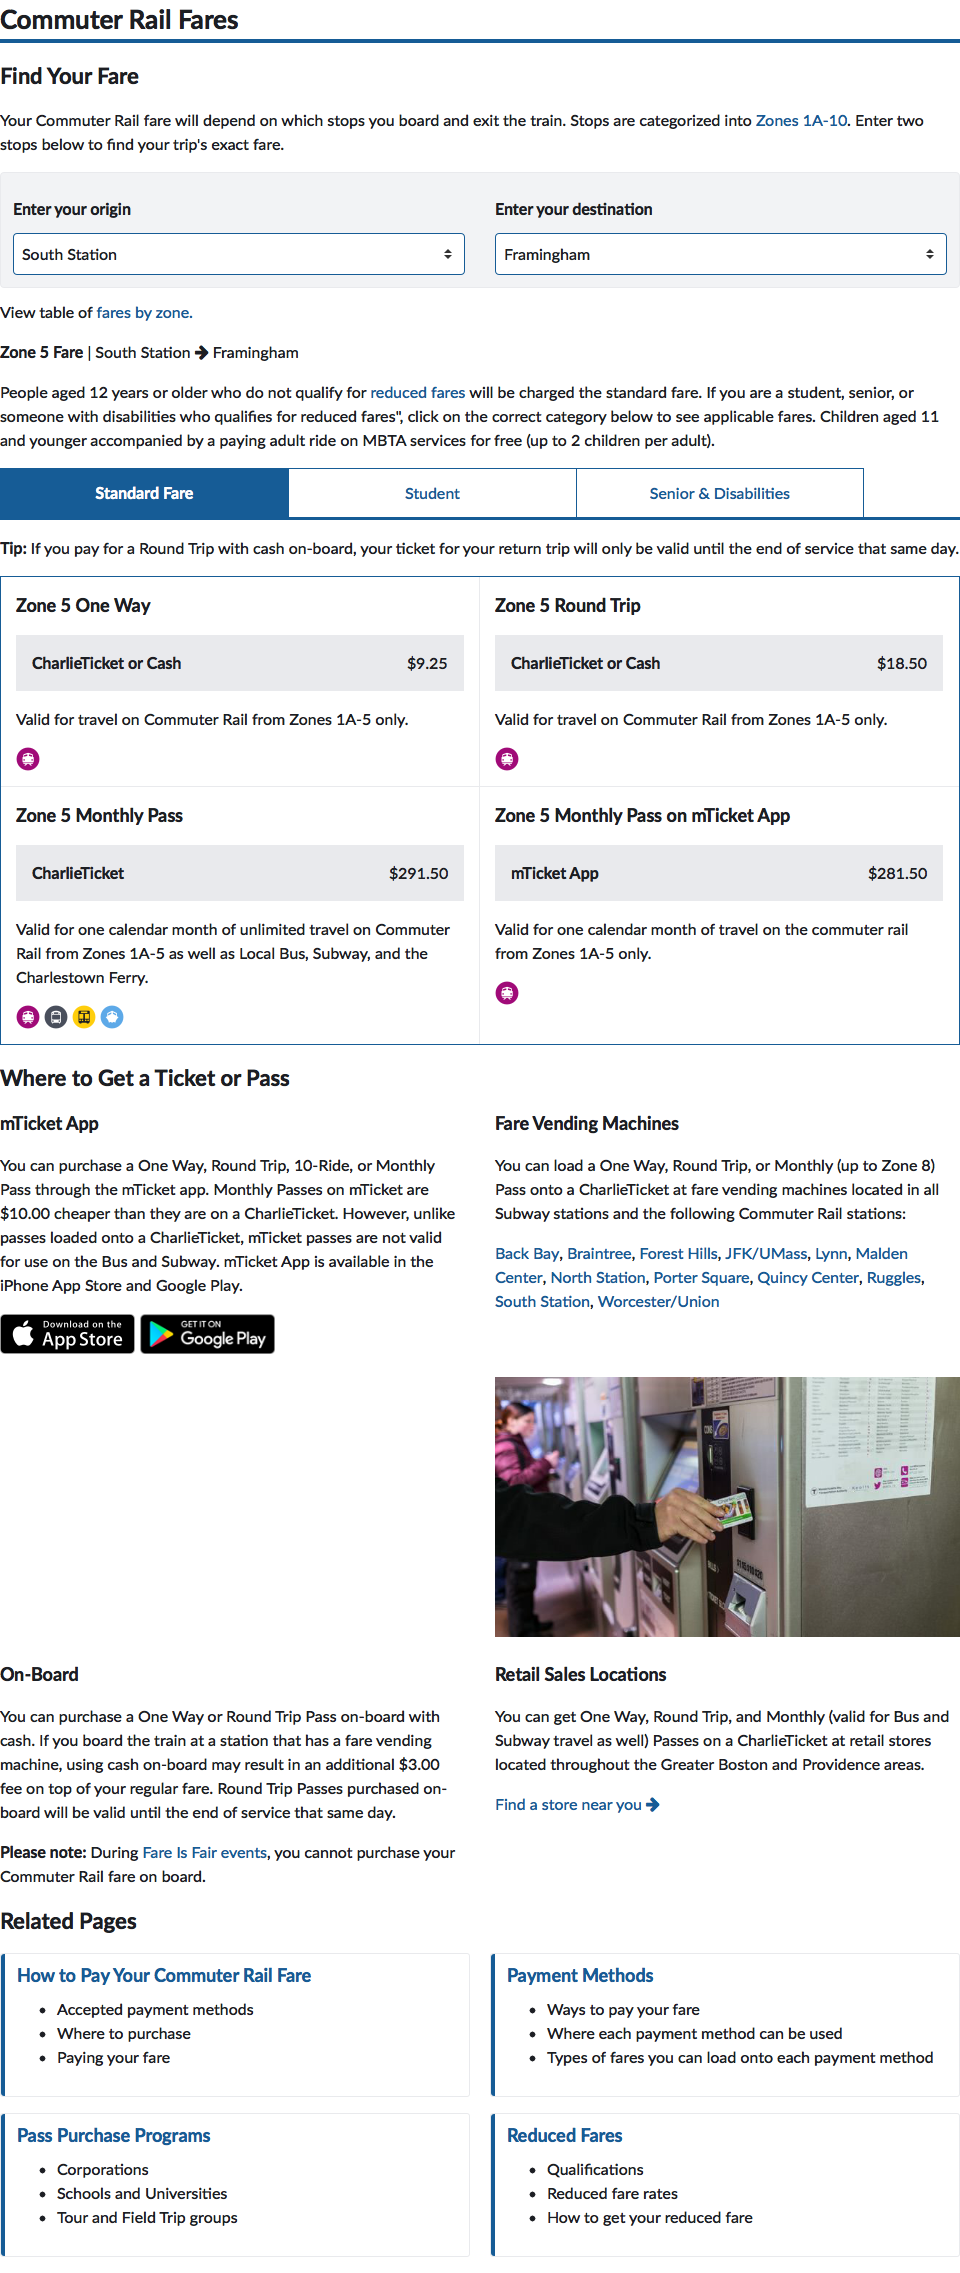 Commuter Rail Fares
Find Your Fare
Your Commuter Rail fare will depend on which stops you board and exit the train. Stops are categorized into Zones 1A-10. Enter two
stops below to find your trip's exact fare.
Enter your origin
South Station
Enter your destination
Framingham
View table of fares by zone.
Zone 5 Fare | South Station → Framingham
People aged 12 years or older who do not qualify for reduced fares will be charged the standard fare. If you are a student, senior, or
someone with disabilities who qualifies for reduced fares", click on the correct category below to see applicable fares. Children aged 11
and younger accompanied by a paying adult ride on MBTA services for free (up to 2 children per adult).
Standard Fare
Student
Senior & Disabilities
Tip: If you pay for a Round Trip with cash on-board, your ticket for your return trip will only be valid until the end of service that same day.
Zone 5 One Way
CharlieTicket or Cash $9.25
Valid for travel on Commuter Rail from Zones 1A-5 only.
Zone 5 Round Trip
CharlieTicket or Cash $18.50
Valid for travel on Commuter Rail from Zones 1A-5 only.
Zone 5 Monthly Pass
CharlieTicket $291.50
Valid for one calendar month of unlimited travel on Commuter
Rail from Zones 1A-5 as well as Local Bus, Subway, and the
Charlestown Ferry.
Zone 5 Monthly Pass on mTicket App
mTicket App $281.50
Valid for one calendar month of travel on the commuter rail
from Zones 1A-5 only.
Where to Get a Ticket or Pass
mTicket App
You can purchase a One Way, Round Trip, 10-Ride, or Monthly
Pass through the mTicket app. Monthly Passes on mTicket are
$10.00 cheaper than they are on a CharlieTicket. However, unlike
passes loaded onto a CharlieTicket, mTicket passes are not valid
for use on the Bus and Subway. mTicket App is available in the
iPhone App Store and Google Play.
Download on the
App Store
GET IT ON
Google Play
Fare Vending Machines
You can load a One Way, Round Trip, or Monthly (up to Zone 8)
Pass onto a CharlieTicket at fare vending machines located in all
Subway stations and the following Commuter Rail stations:
Back Bay, Braintree, Forest Hills, JFK/UMass, Lynn, Malden
Center, North Station, Porter Square, Quincy Center, Ruggles,
South Station, Worcester/Union
On-Board
You can purchase a One Way or Round Trip Pass on-board with
cash. If you board the train at a station that has a fare vending
machine, using cash on-board may result in an additional $3.00
fee on top of your regular fare. Round Trip Passes purchased on-
board will be valid until the end of service that same day.
Please note: During Fare Is Fair events, you cannot purchase your
Commuter Rail fare on board.
Retail Sales Locations
You can get One Way, Round Trip, and Monthly (valid for Bus and
Subway travel as well) Passes on a CharlieTicket at retail stores
located throughout the Greater Boston and Providence areas.
Find a store near you →
Related Pages
How to Pay Your Commuter Rail Fare
• Accepted payment methods
• Where to purchase
• Paying your fare
Payment Methods
• Ways to pay your fare
• Where each payment method can be used
• Types of fares you can load onto each payment method
Pass Purchase Programs
• Corporations
• Schools and Universities
• Tour and Field Trip groups
Reduced Fares
• Qualifications
• Reduced fare rates
• How to get your reduced fare